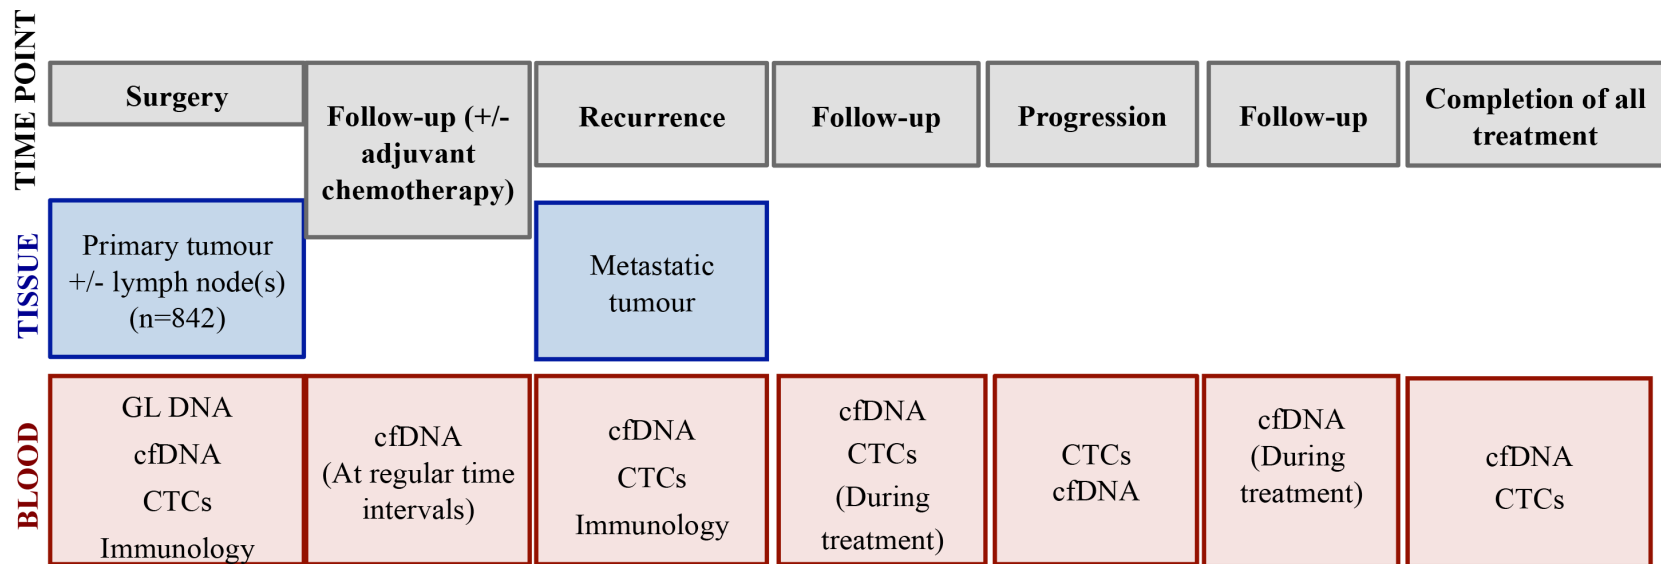 TIME POINT
Surgery
Follow-up (+/-
adjuvant
chemotherapy)
Recurrence
Follow-up
Progression
Follow-up
Completion of all
treatment
TISSUE
Primary tumour
+/- lymph node(s)
(n=842)
Metastatic
tumour
BLOOD
GL DNA
cfDNA
CTCs
Immunology
cfDNA
(At regular time
intervals)
cfDNA
CTCs
Immunology
cfDNA
CTCs
(During
treatment)
CTCs
cfDNA
cfDNA
(During
treatment)
cfDNA
CTCs